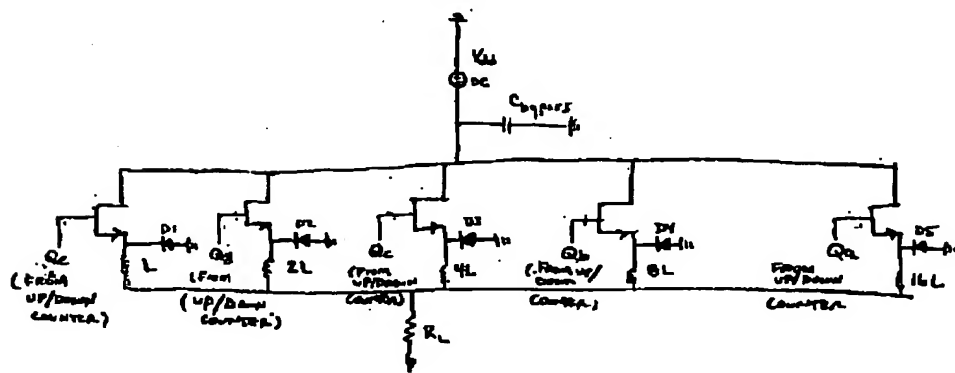 DC
Cbypass
D1
D2
D3
D4
D5
L
2L
4L
8L
16L
Qe
Qd
Qc
Qb
Qa
(FROM
UP/DOWN
COUNTER)
(FROM
(UP/DOWN
COUNTER)
(FROM
UP/DOWN
COUNTER)
(FROM UP/
DOWN
COUNTER)
FROM
UP/DOWN
COUNTER
RL